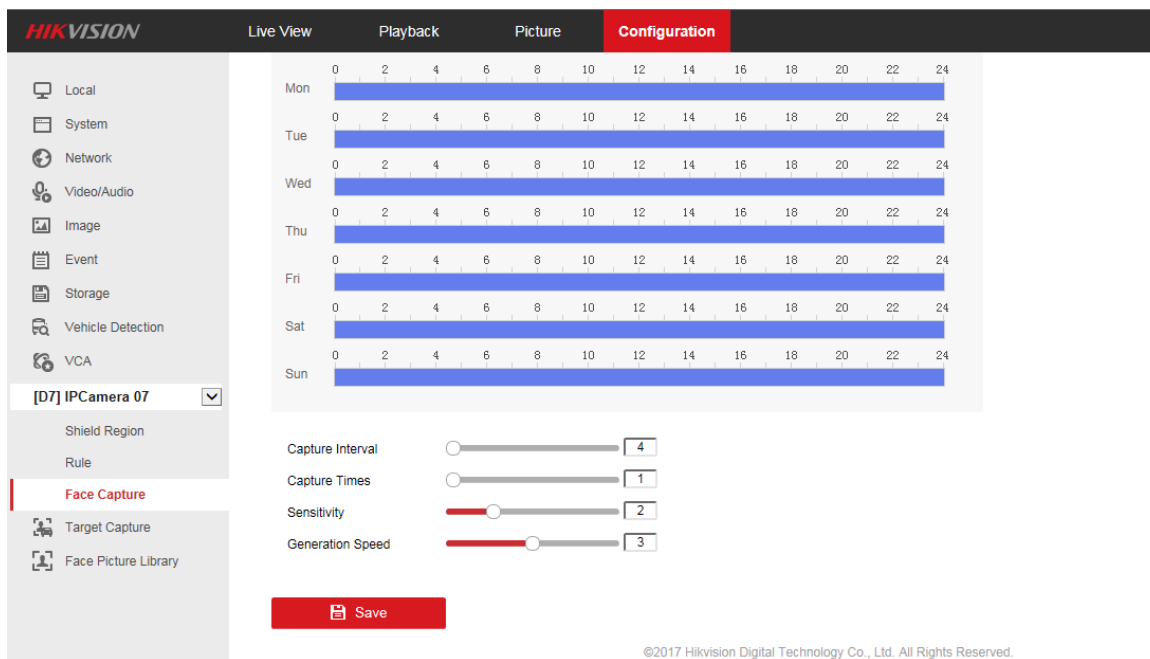 HIKVISION Live View Playback Picture Configuration
Local
System
Network
Video/Audio
Image
Event
Storage
Vehicle Detection
VCA
[D7] IPCamera 07
Shield Region
Rule
Face Capture
Target Capture
Face Picture Library
0 2 4 6 8 10 12 14 16 18 20 22 24
Mon
0 2 4 6 8 10 12 14 16 18 20 22 24
Tue
0 2 4 6 8 10 12 14 16 18 20 22 24
Wed
0 2 4 6 8 10 12 14 16 18 20 22 24
Thu
0 2 4 6 8 10 12 14 16 18 20 22 24
Fri
0 2 4 6 8 10 12 14 16 18 20 22 24
Sat
0 2 4 6 8 10 12 14 16 18 20 22 24
Sun
Capture Interval 4
Capture Times 1
Sensitivity 2
Generation Speed 3
Save
©2017 Hikvision Digital Technology Co., Ltd. All Rights Reserved.